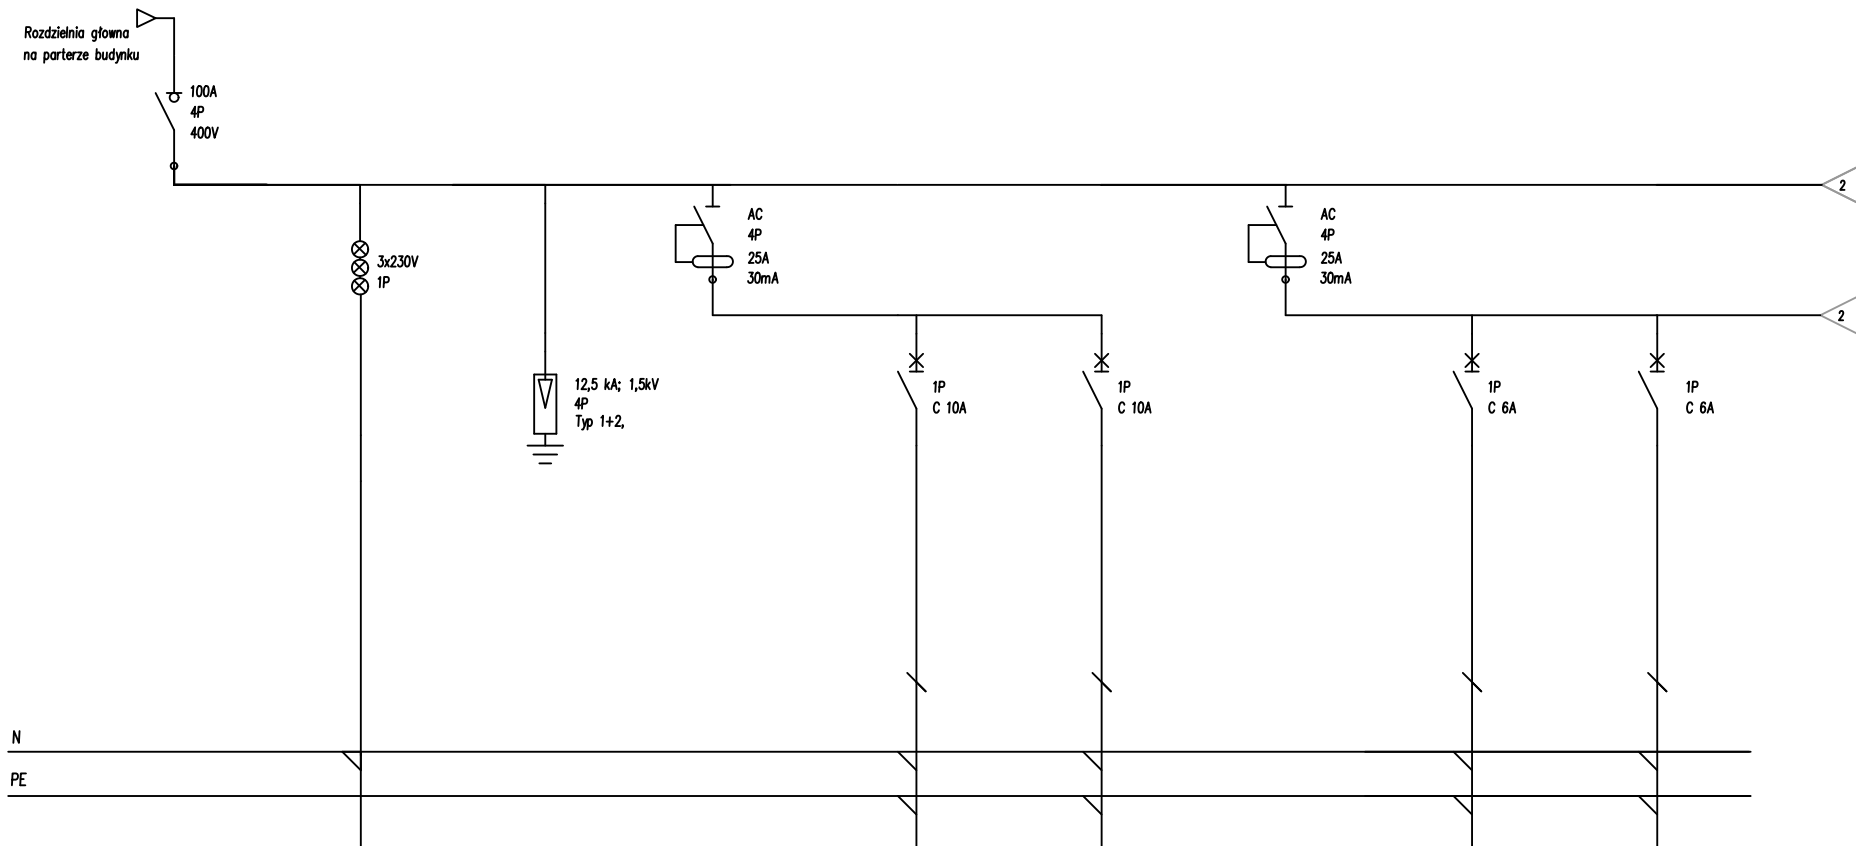 Rozdzielnia głowna
na parterze budynku
100A
4P
400V
2
AC
4P
25A
30mA
AC
4P
25A
30mA
3x230V
1P
2
12,5 kA; 1,5kV
4P
Typ 1+2,
1P
C 10A
1P
C 10A
1P
C 6A
1P
C 6A
N
PE